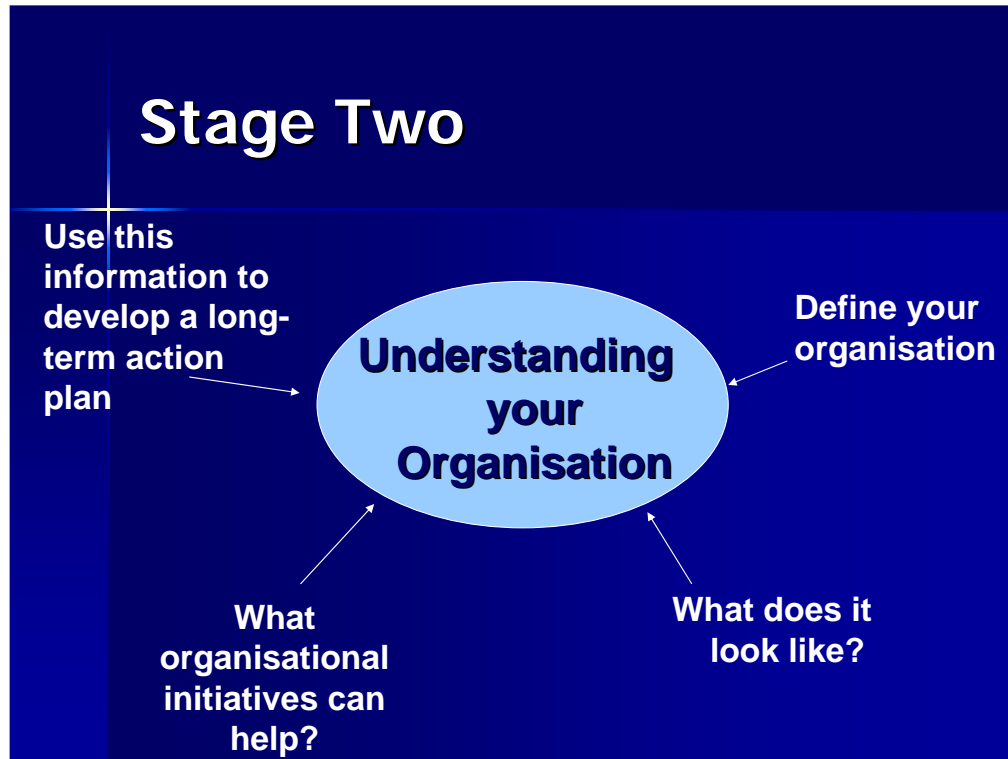 Stage Two
Use this
information to
develop a long-
term action
plan
Understanding
your
Organisation
Define your
organisation
What
organisational
initiatives can
help?
What does it
look like?